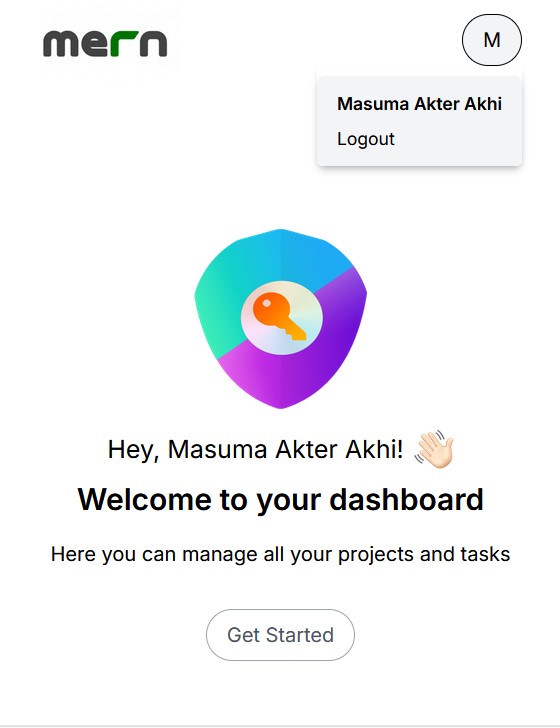 mern
M
Masuma Akter Akhi
Logout
Hey, Masuma Akter Akhi! 👋🏻
Welcome to your dashboard
Here you can manage all your projects and tasks
Get Started